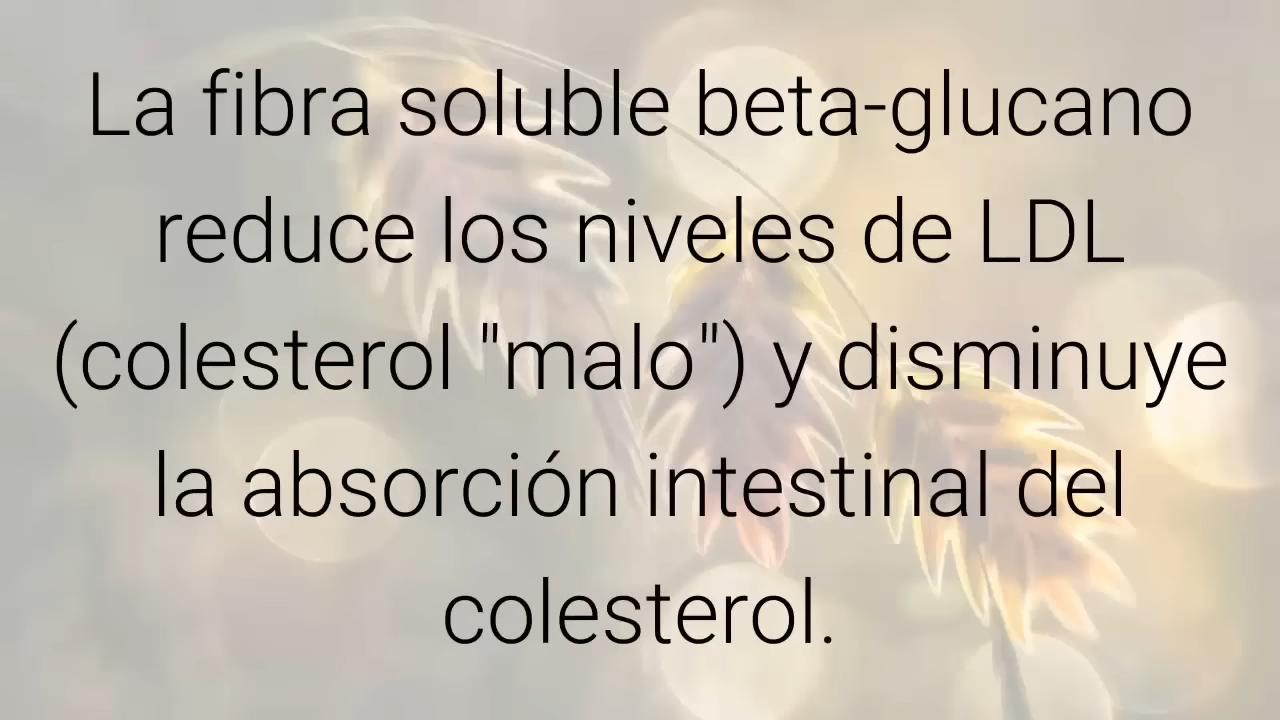 La fibra soluble beta-glucano
reduce los niveles de LDL
(colesterol "malo") y disminuye
la absorción intestinal del
colesterol.